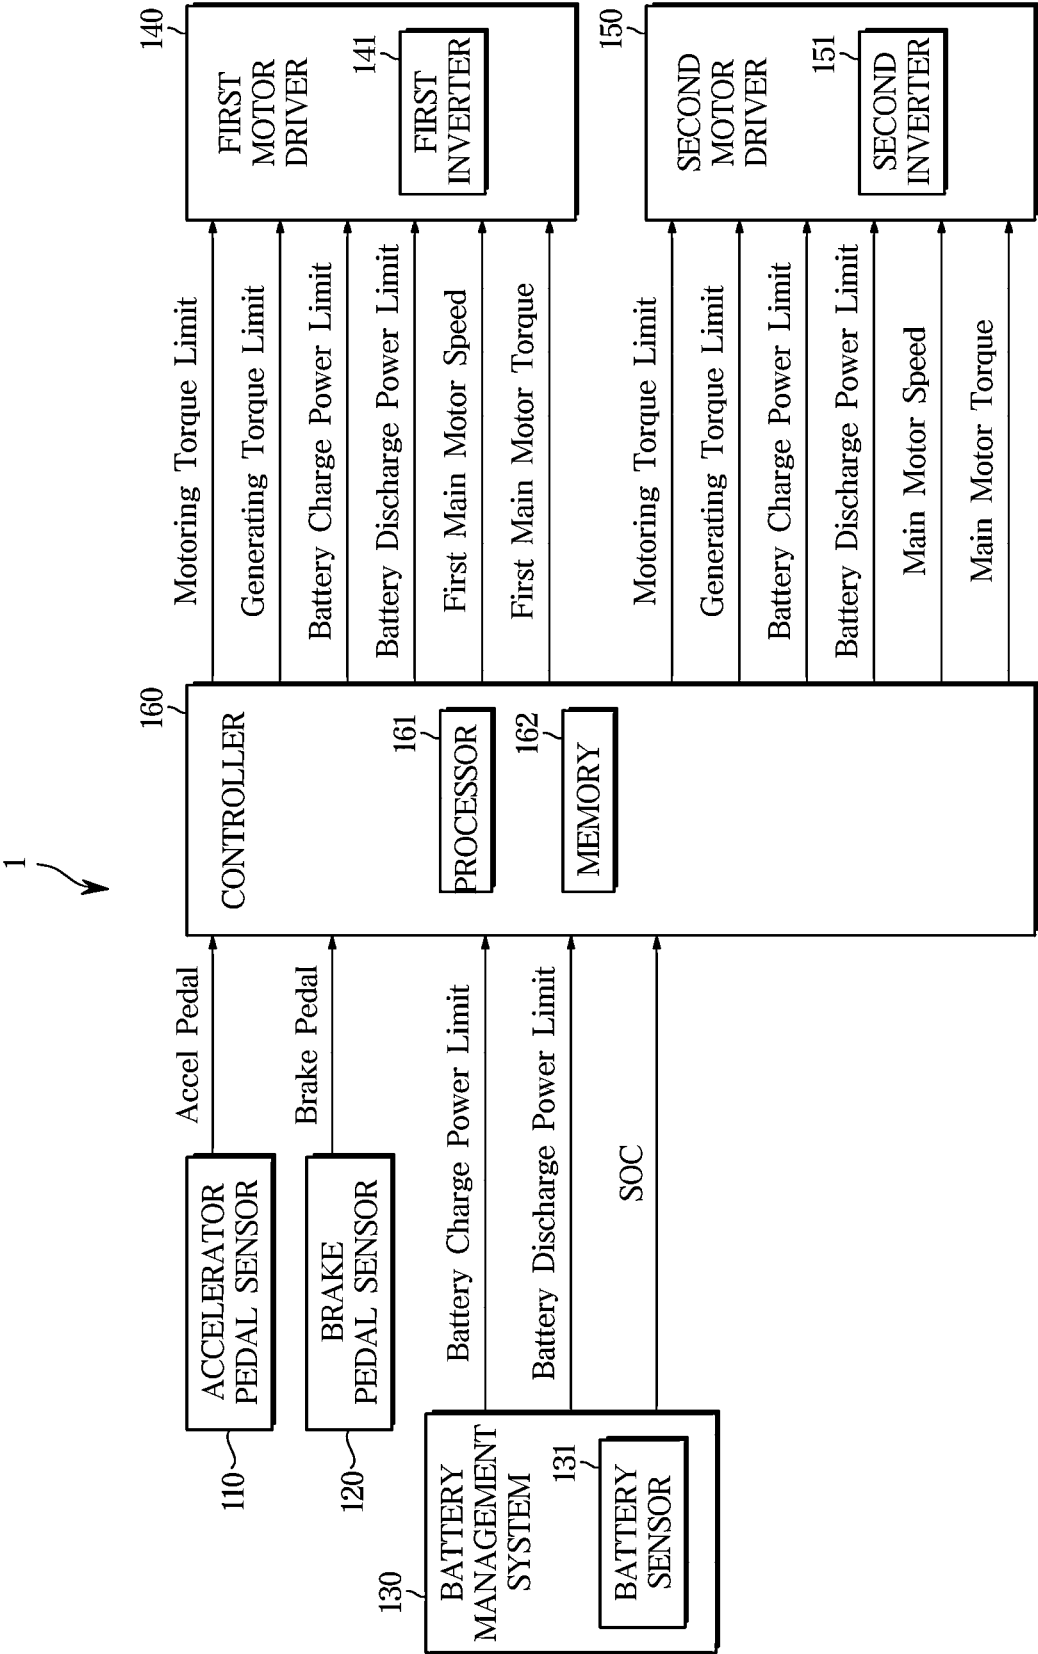 1
110
ACCELERATOR
PEDAL SENSOR
Accel Pedal
120
BRAKE
PEDAL SENSOR
Brake Pedal
130
BATTERY
MANAGEMENT
SYSTEM
131
BATTERY
SENSOR
Battery Charge Power Limit
Battery Discharge Power Limit
SOC
160
CONTROLLER
161
PROCESSOR
162
MEMORY
Motoring Torque Limit
Generating Torque Limit
Battery Charge Power Limit
Battery Discharge Power Limit
First Main Motor Speed
First Main Motor Torque
140
FIRST
MOTOR
DRIVER
141
FIRST
INVERTER
Motoring Torque Limit
Generating Torque Limit
Battery Charge Power Limit
Battery Discharge Power Limit
Main Motor Speed
Main Motor Torque
150
SECOND
MOTOR
DRIVER
151
SECOND
INVERTER